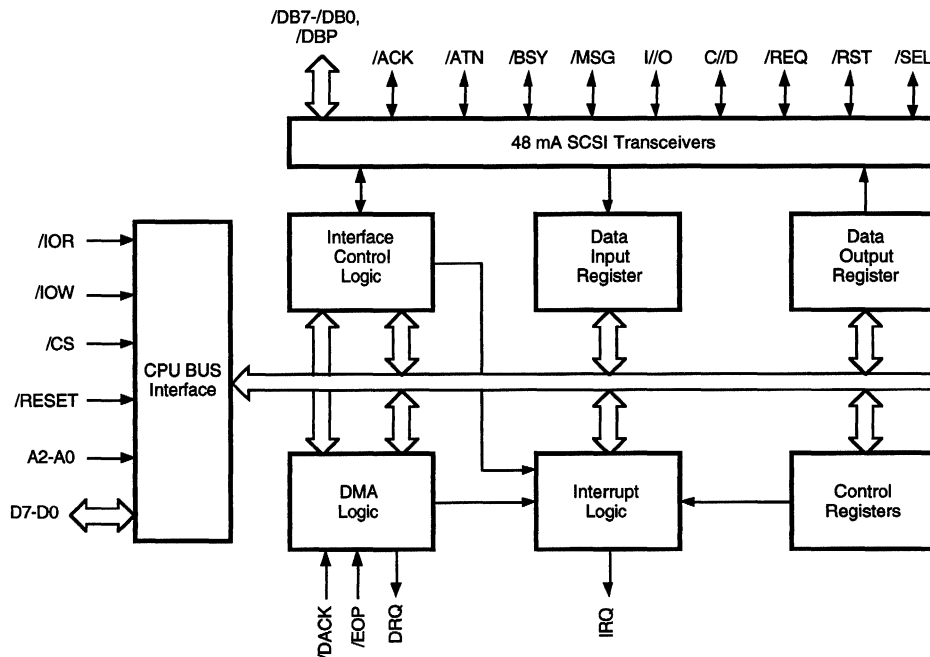 /DB7-/DB0,
/DBP
/ACK
/ATN
/BSY
/MSG
I//O
C//D
/REQ
/RST
/SEL
48 mA SCSI Transceivers
Interface
Control
Logic
Data
Input
Register
Data
Output
Register
/IOR
/IOW
/CS
/RESET
A2-A0
D7-D0
CPU BUS
Interface
DMA
Logic
Interrupt
Logic
Control
Registers
/DACK
/EOP
DRQ
IRQ